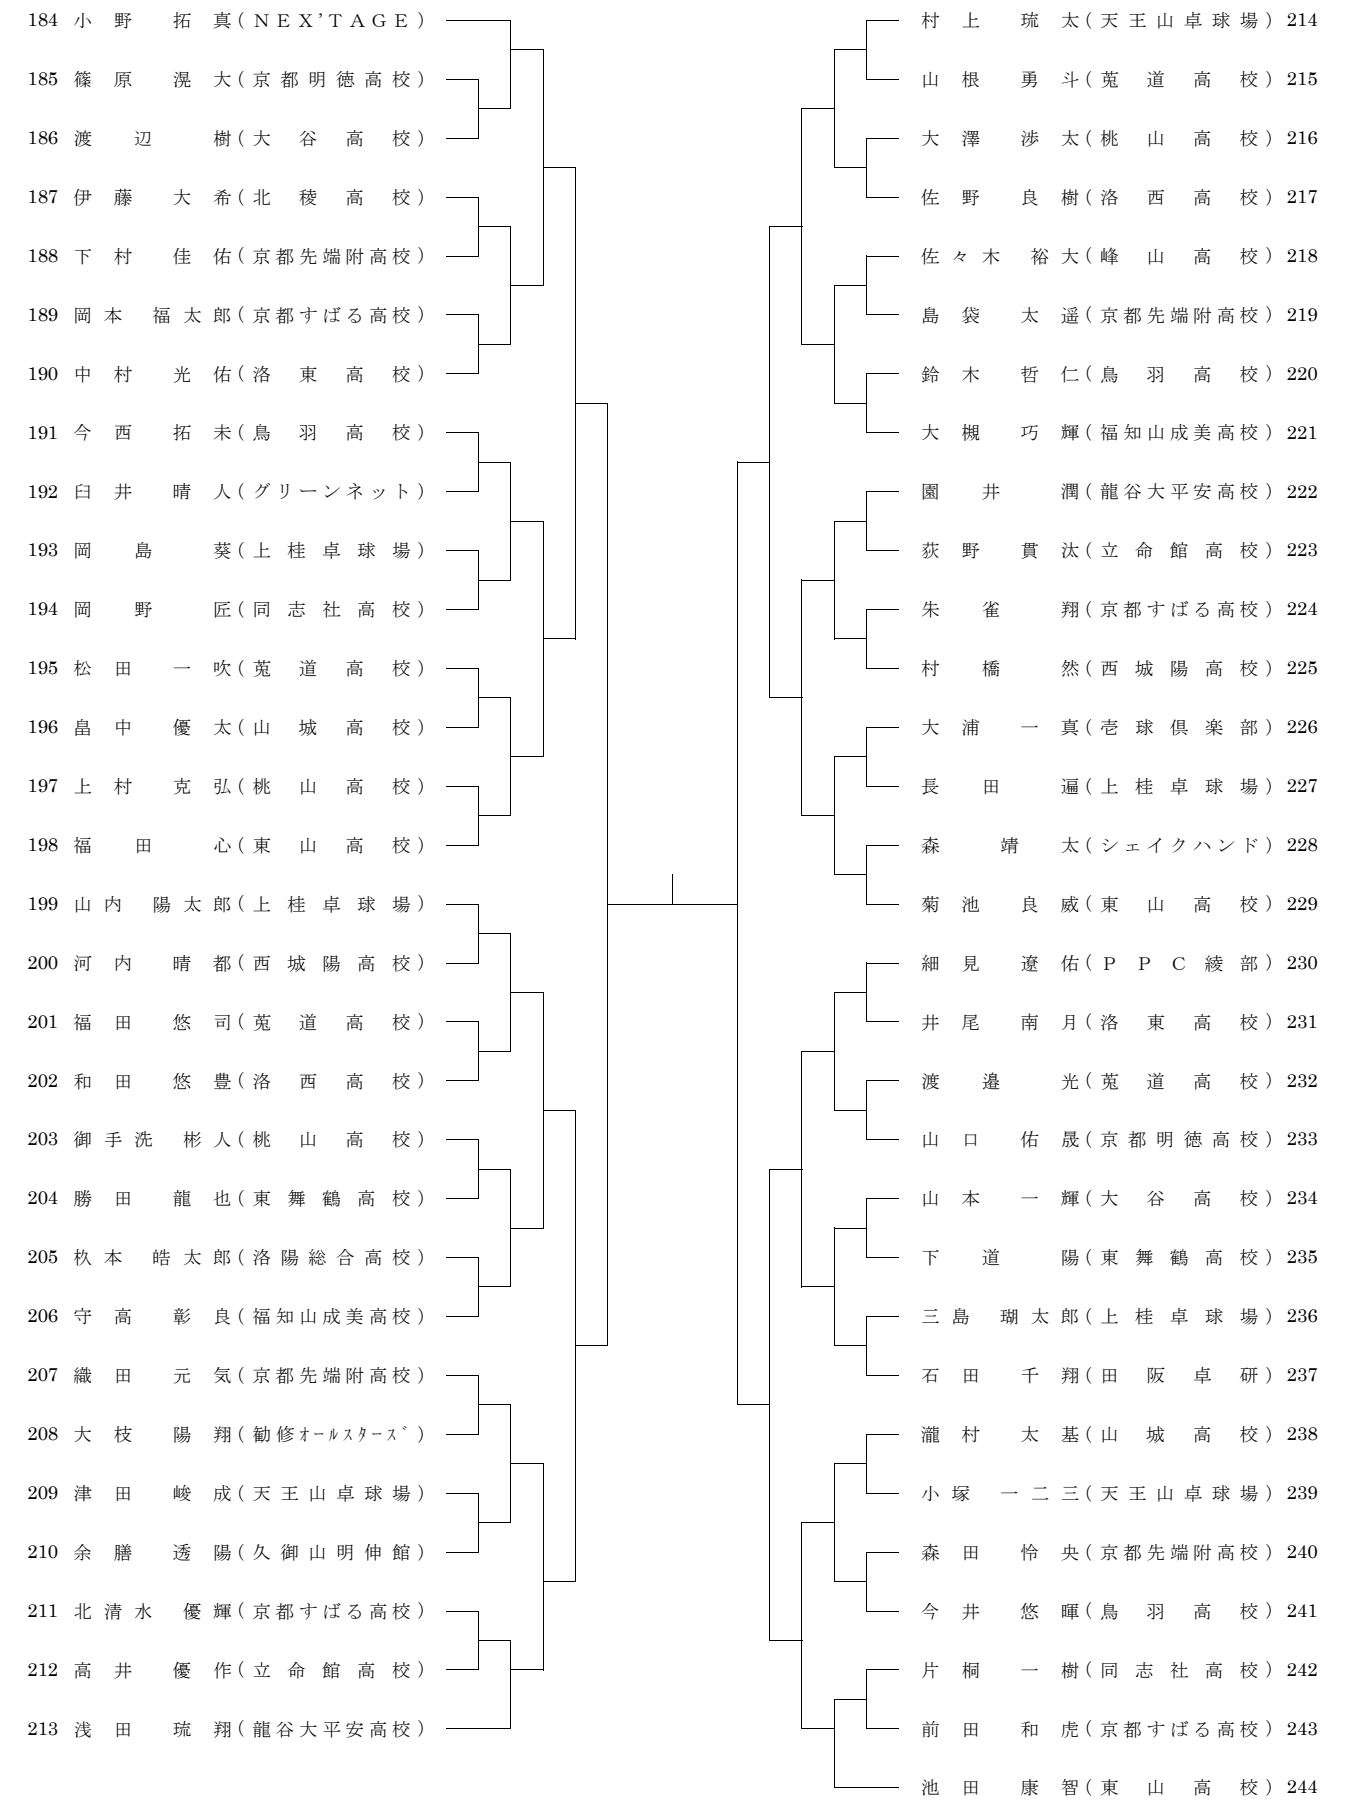 184 小野 拓真(NEX'TAGE)
185 篠原 滉大(京都明徳高校)
186 渡辺 樹(大谷高校)
187 伊藤 大希(北稜高校)
188 下村 佳佑(京都先端附高校)
189 岡本 福太郎(京都すばる高校)
190 中村 光佑(洛東高校)
191 今西 拓未(鳥羽高校)
192 臼井 晴人(グリーンネット)
193 岡島 葵(上桂卓球場)
194 岡野 匠(同志社高校)
195 松田 一吹(莵道高校)
196 畠中 優太(山城高校)
197 上村 克弘(桃山高校)
198 福田 心(東山高校)
199 山内 陽太郎(上桂卓球場)
200 河内 晴都(西城陽高校)
201 福田 悠司(莵道高校)
202 和田 悠豊(洛西高校)
203 御手洗 彬人(桃山高校)
204 勝田 龍也(東舞鶴高校)
205 杦本 皓太郎(洛陽総合高校)
206 守高 彰良(福知山成美高校)
207 織田 元気(京都先端附高校)
208 大枝 陽翔(勧修ｵｰﾙｽﾀｰｽﾞ)
209 津田 峻成(天王山卓球場)
210 余膳 透陽(久御山明伸館)
211 北清水 優輝(京都すばる高校)
212 高井 優作(立命館高校)
213 浅田 琉翔(龍谷大平安高校)
村上 琉太(天王山卓球場) 214
山根 勇斗(莵道高校) 215
大澤 渉太(桃山高校) 216
佐野 良樹(洛西高校) 217
佐々木 裕大(峰山高校) 218
島袋 太遥(京都先端附高校) 219
鈴木 哲仁(鳥羽高校) 220
大槻 巧輝(福知山成美高校) 221
園井 潤(龍谷大平安高校) 222
荻野 貫汰(立命館高校) 223
朱雀 翔(京都すばる高校) 224
村橋 然(西城陽高校) 225
大浦 一真(壱球倶楽部) 226
長田 遍(上桂卓球場) 227
森 靖太(シェイクハンド) 228
菊池 良威(東山高校) 229
細見 遼佑(PPC綾部) 230
井尾 南月(洛東高校) 231
渡邉 光(莵道高校) 232
山口 佑晟(京都明徳高校) 233
山本 一輝(大谷高校) 234
下道 陽(東舞鶴高校) 235
三島 瑚太郎(上桂卓球場) 236
石田 千翔(田阪卓研) 237
瀧村 太基(山城高校) 238
小塚 一二三(天王山卓球場) 239
森田 怜央(京都先端附高校) 240
今井 悠暉(鳥羽高校) 241
片桐 一樹(同志社高校) 242
前田 和虎(京都すばる高校) 243
池田 康智(東山高校) 244